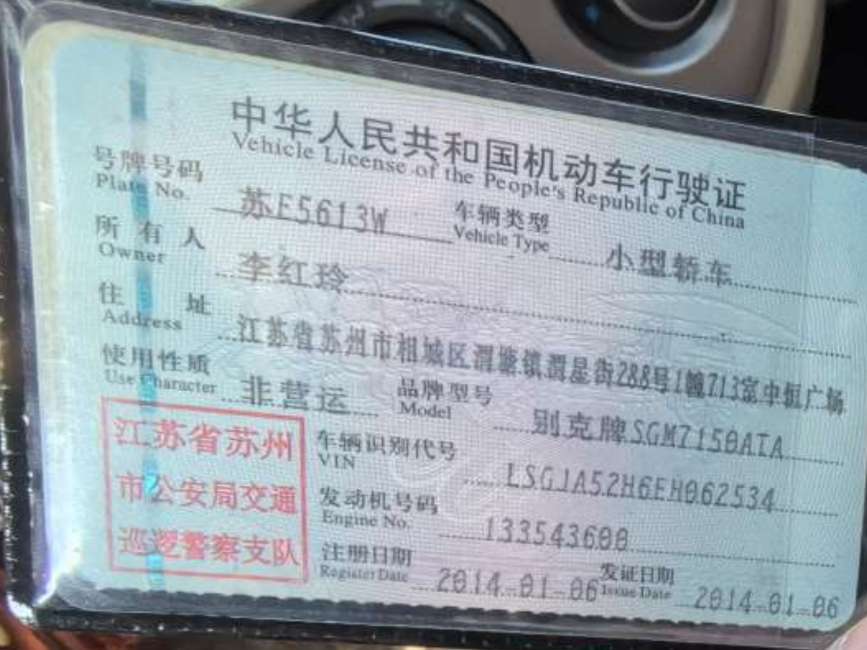 中华人民共和国机动车行驶证
Vehicle License of the People's Republic of China
号牌号码 苏E5613W 车辆类型 小型轿车
Plate No. Vehicle Type
所有人 李红玲
Owner
住址 江苏省苏州市相城区渭塘镇渭星街288号1幢713室中恒广场
Address
使用性质 非营运 品牌型号 别克牌SGM7150ATA
Use Character Model
车辆识别代号 LSGJA52H6EH062534
VIN
发动机号码 133543600
Engine No.
注册日期 2014-01-06 发证日期 2014-01-06
Register Date Issue Date
江苏省苏州
市公安局交通
巡逻警察支队